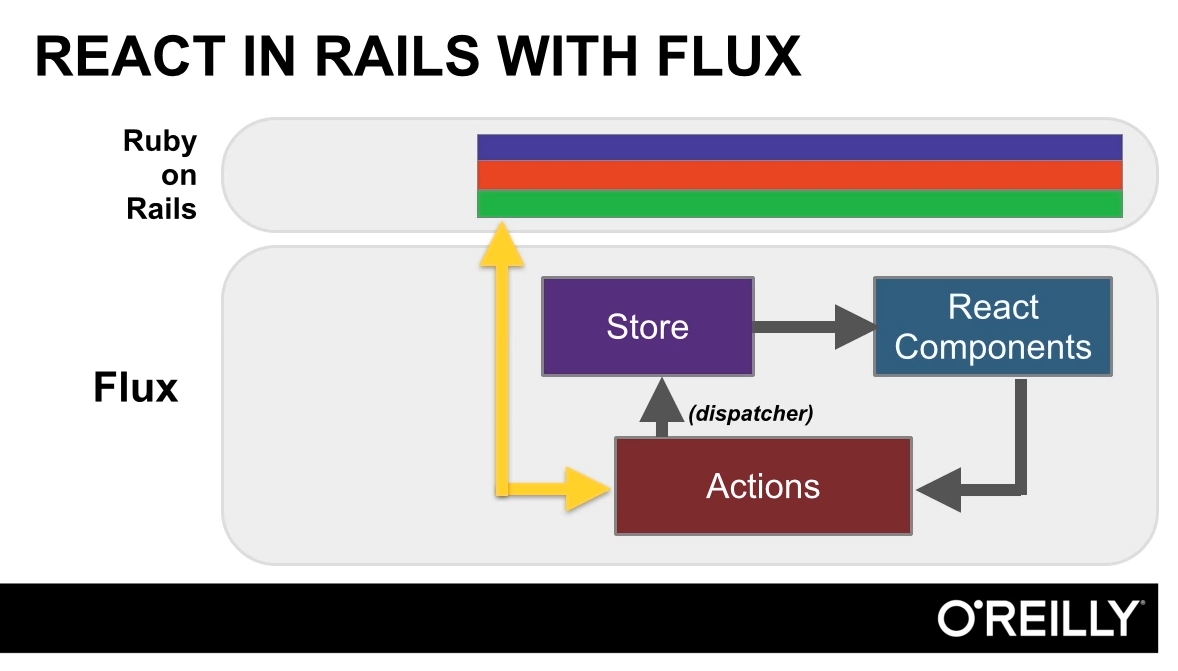 REACT IN RAILS WITH FLUX
Ruby
on
Rails
Flux
Store
React
Components
(dispatcher)
Actions
O'REILLY®